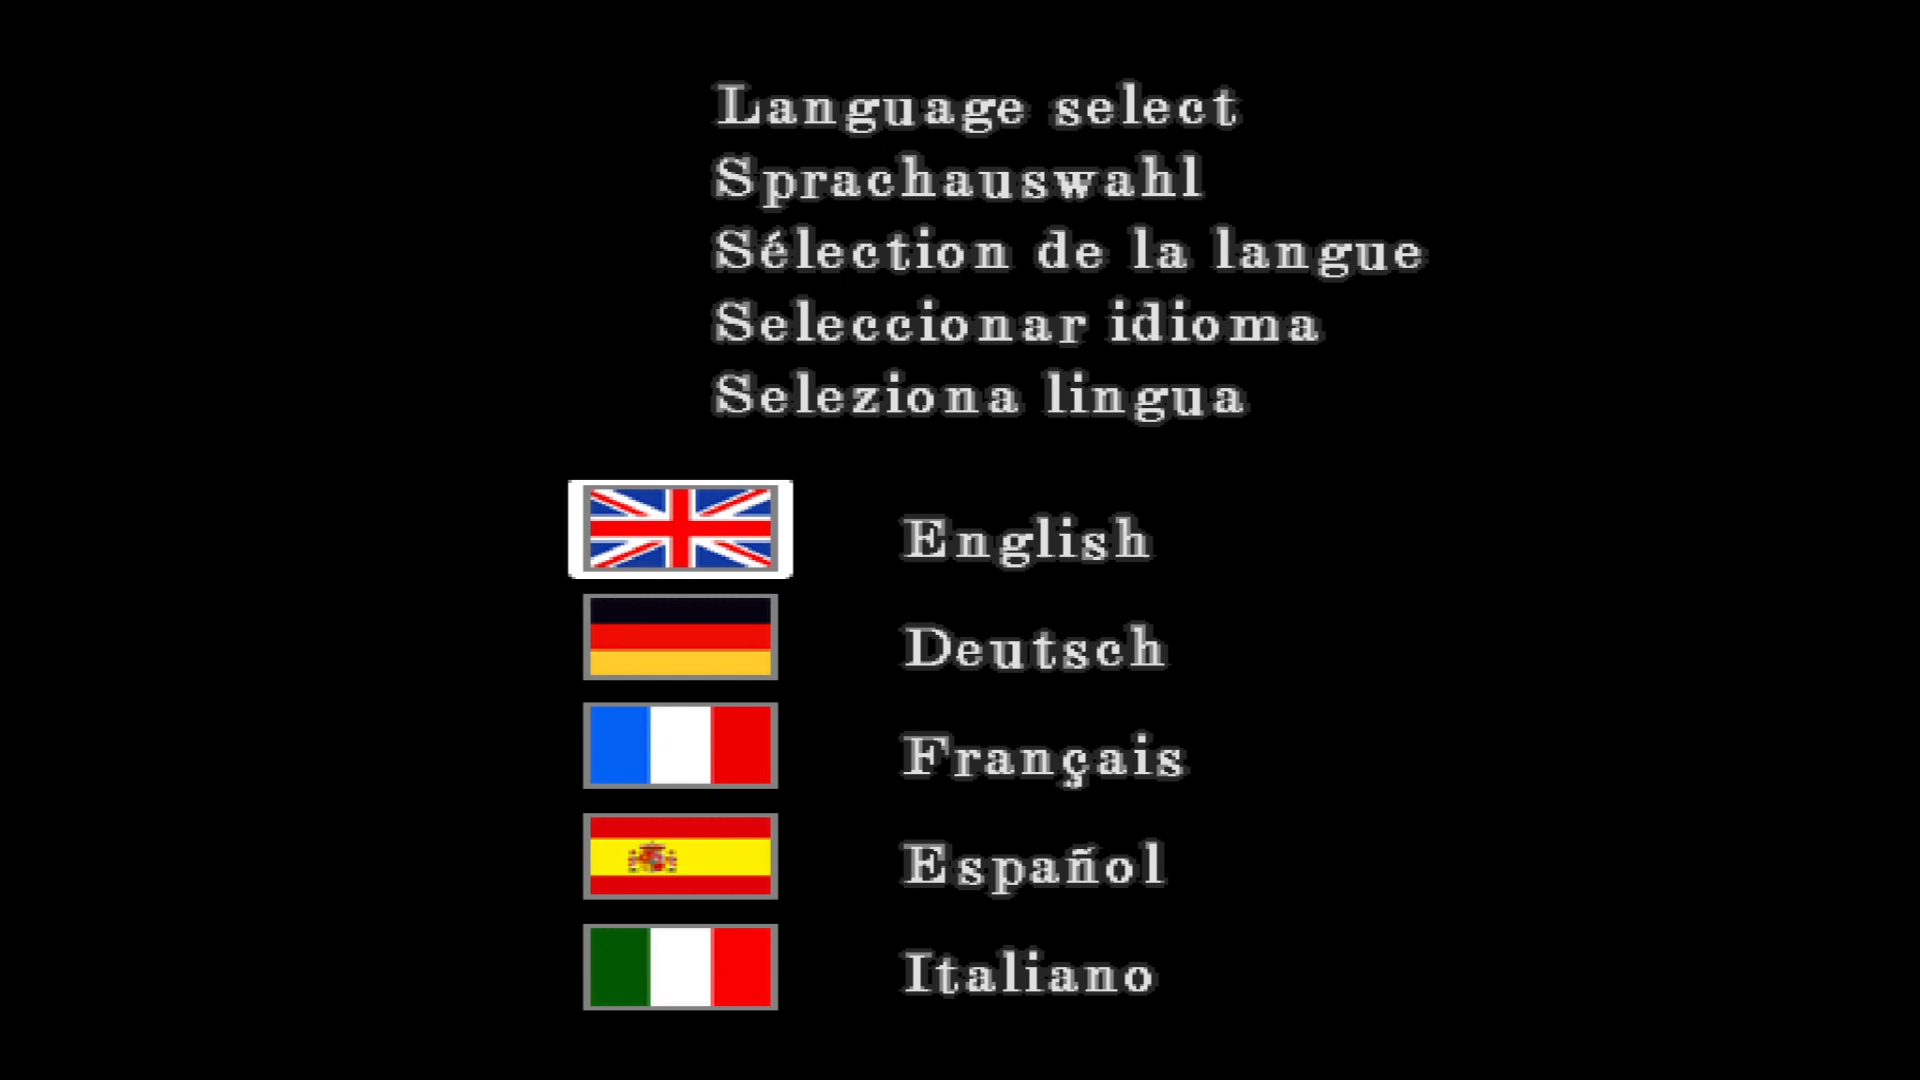 Language select
Sprachauswahl
Sélection de la langue
Seleccionar idioma
Seleziona lingua
English
Deutsch
Français
Español
Italiano